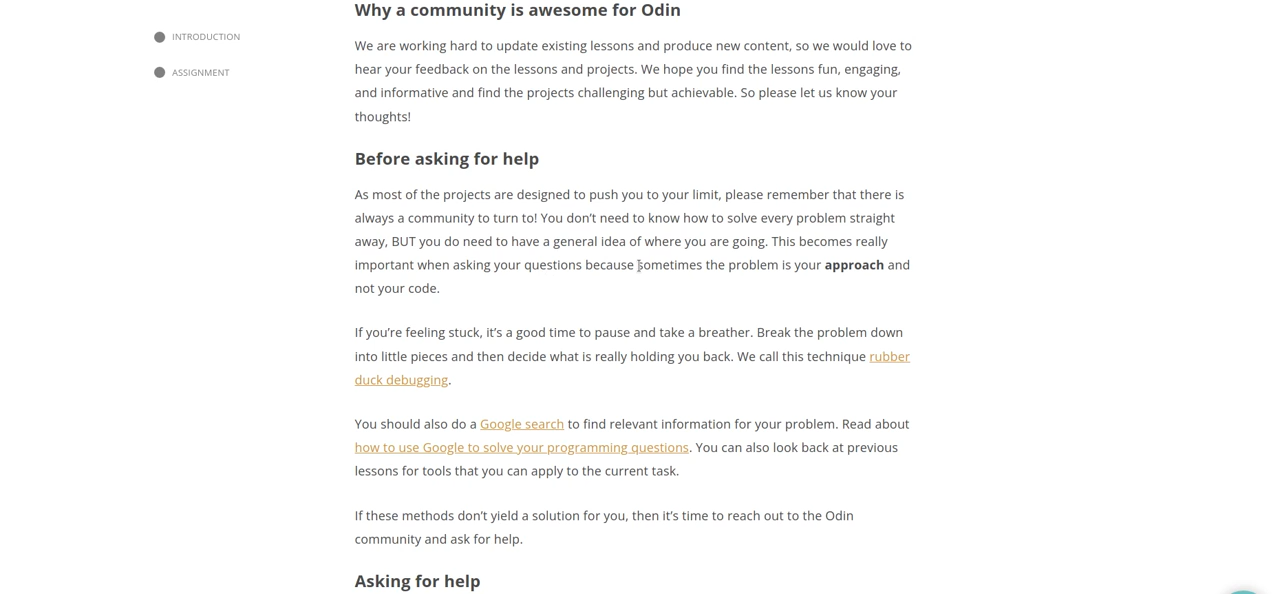 Why a community is awesome for Odin
INTRODUCTION
ASSIGNMENT
We are working hard to update existing lessons and produce new content, so we would love to
hear your feedback on the lessons and projects. We hope you find the lessons fun, engaging,
and informative and find the projects challenging but achievable. So please let us know your
thoughts!
Before asking for help
As most of the projects are designed to push you to your limit, please remember that there is
always a community to turn to! You don’t need to know how to solve every problem straight
away, BUT you do need to have a general idea of where you are going. This becomes really
important when asking your questions because sometimes the problem is your approach and
not your code.
If you’re feeling stuck, it’s a good time to pause and take a breather. Break the problem down
into little pieces and then decide what is really holding you back. We call this technique rubber
duck debugging.
You should also do a Google search to find relevant information for your problem. Read about
how to use Google to solve your programming questions. You can also look back at previous
lessons for tools that you can apply to the current task.
If these methods don’t yield a solution for you, then it’s time to reach out to the Odin
community and ask for help.
Asking for help